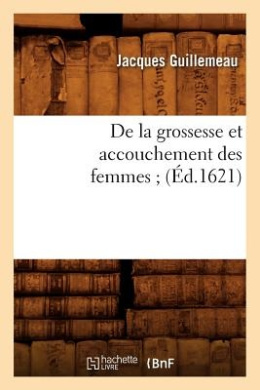 Jacques Guillemeau
De la grossesse et
accouchement des
femmes ; (Éd.1621)
hachette
LIVRE
(BnF